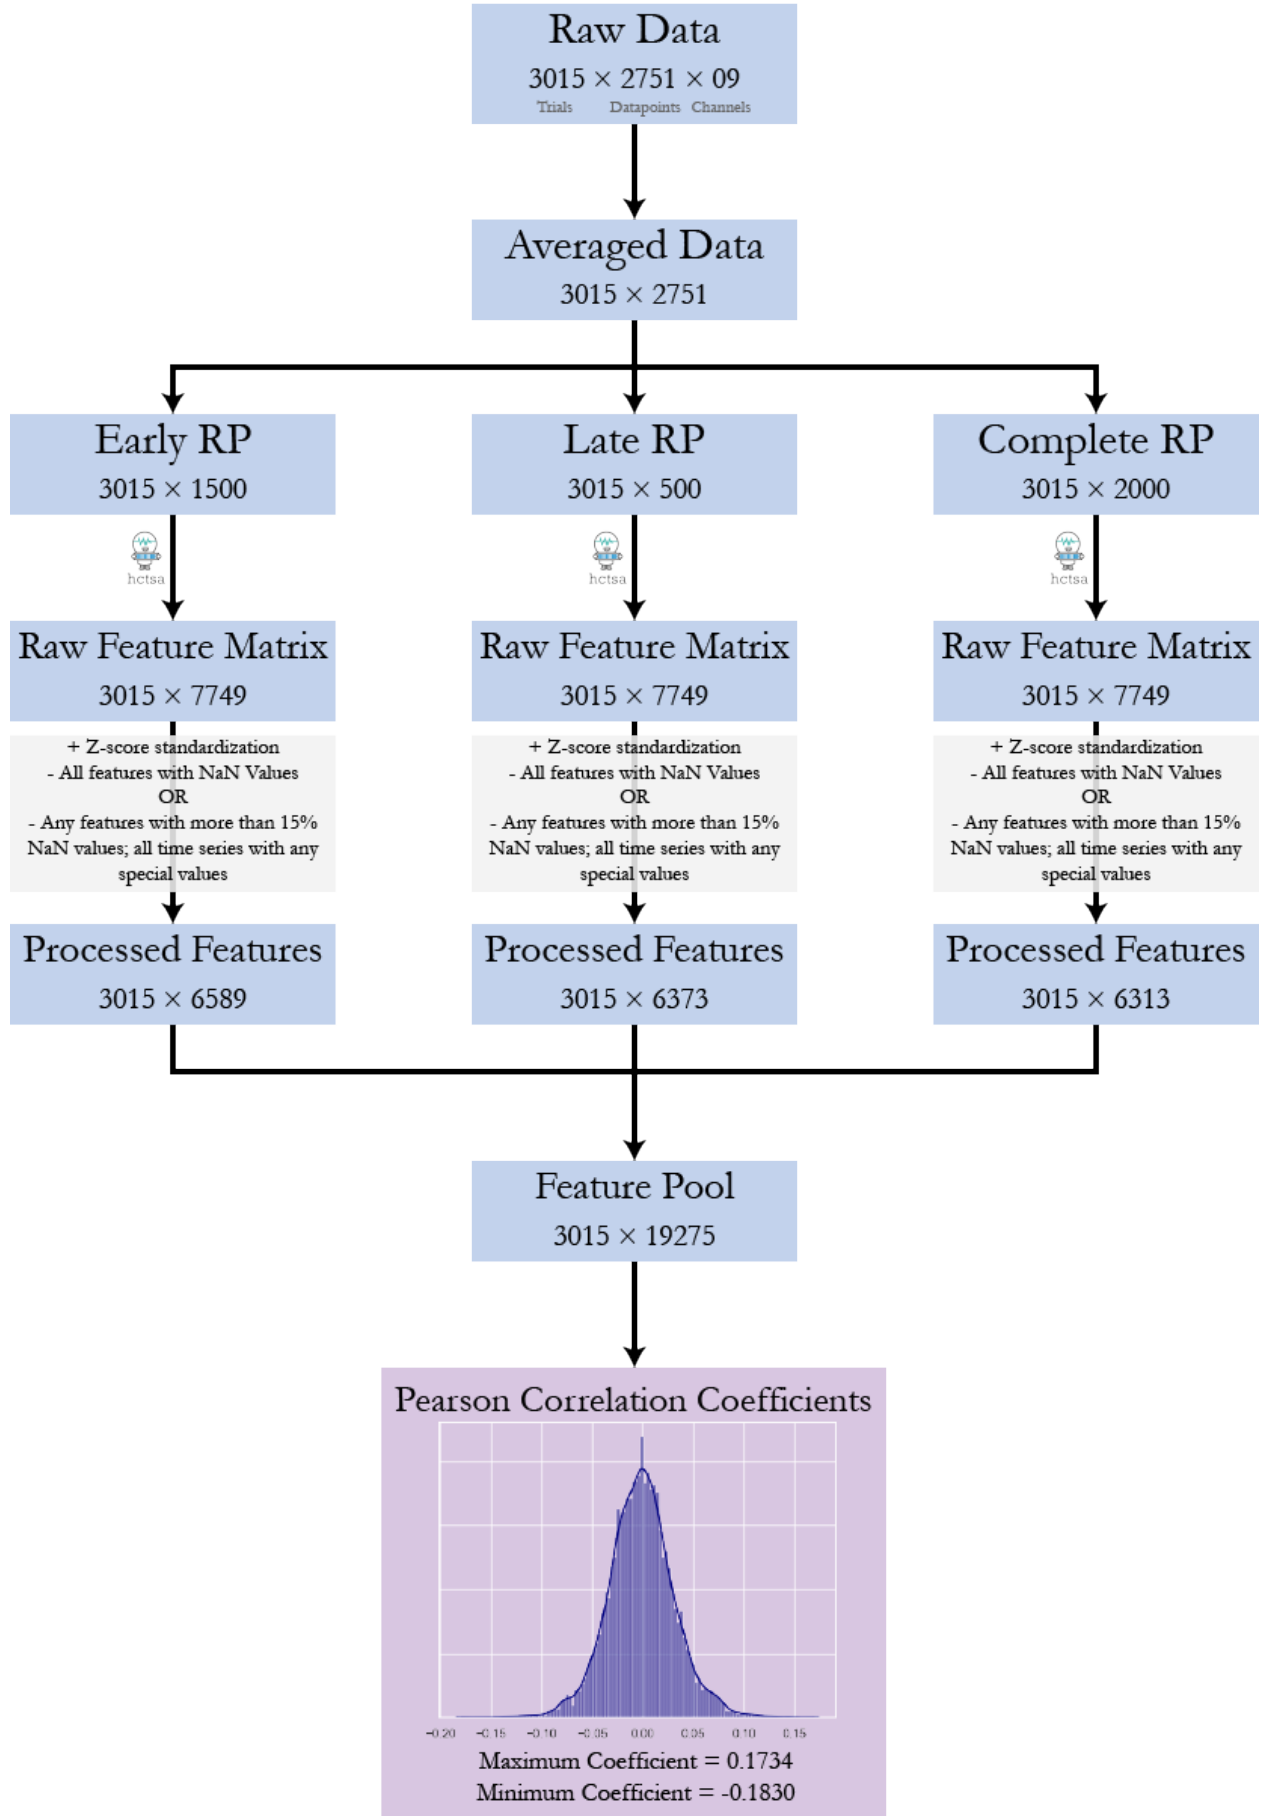 Raw Data
3015 × 2751 × 09
Trials Datapoints Channels
Averaged Data
3015 × 2751
Early RP
3015 × 1500
Late RP
3015 × 500
Complete RP
3015 × 2000
hctsa
hctsa
hctsa
Raw Feature Matrix
3015 × 7749
Raw Feature Matrix
3015 × 7749
Raw Feature Matrix
3015 × 7749
+ Z-score standardization
- All features with NaN Values
OR
- Any features with more than 15%
NaN values; all time series with any
special values
+ Z-score standardization
- All features with NaN Values
OR
- Any features with more than 15%
NaN values; all time series with any
special values
+ Z-score standardization
- All features with NaN Values
OR
- Any features with more than 15%
NaN values; all time series with any
special values
Processed Features
3015 × 6589
Processed Features
3015 × 6373
Processed Features
3015 × 6313
Feature Pool
3015 × 19275
Pearson Correlation Coefficients
−0.20 −0.15 −0.10 −0.05 0.00 0.05 0.10 0.15
Maximum Coefficient = 0.1734
Minimum Coefficient = -0.1830